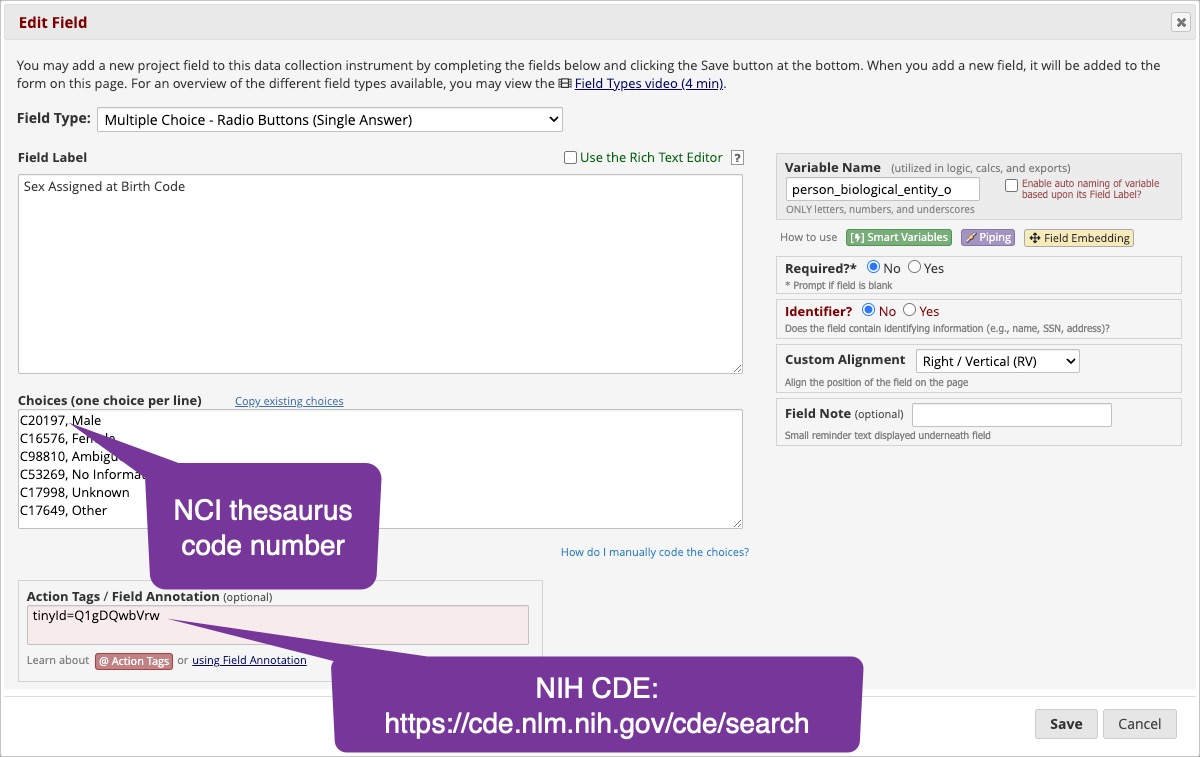 Edit Field
You may add a new project field to this data collection instrument by completing the fields below and clicking the Save button at the bottom. When you add a new field, it will be added to the
form on this page. For an overview of the different field types available, you may view the Field Types video (4 min).
Field Type: Multiple Choice - Radio Buttons (Single Answer)
Field Label
Use the Rich Text Editor ?
Sex Assigned at Birth Code
Choices (one choice per line) Copy existing choices
C20197, Male
C16576, Female
C98810, Ambigu
C53269, No Informa
C17998, Unknown
C17649, Other
NCI thesaurus
code number
How do I manually code the choices?
Action Tags / Field Annotation (optional)
tinyId=Q1gDQwbVrw
Learn about @ Action Tags or using Field Annotation
NIH CDE:
https://cde.nlm.nih.gov/cde/search
Variable Name (utilized in logic, calcs, and exports)
person_biological_entity_o
Enable auto naming of variable
based upon its Field Label?
ONLY letters, numbers, and underscores
How to use [⚡] Smart Variables Piping Field Embedding
Required?* No Yes
* Prompt if field is blank
Identifier? No Yes
Does the field contain identifying information (e.g., name, SSN, address)?
Custom Alignment Right / Vertical (RV)
Align the position of the field on the page
Field Note (optional)
Small reminder text displayed underneath field
Save Cancel